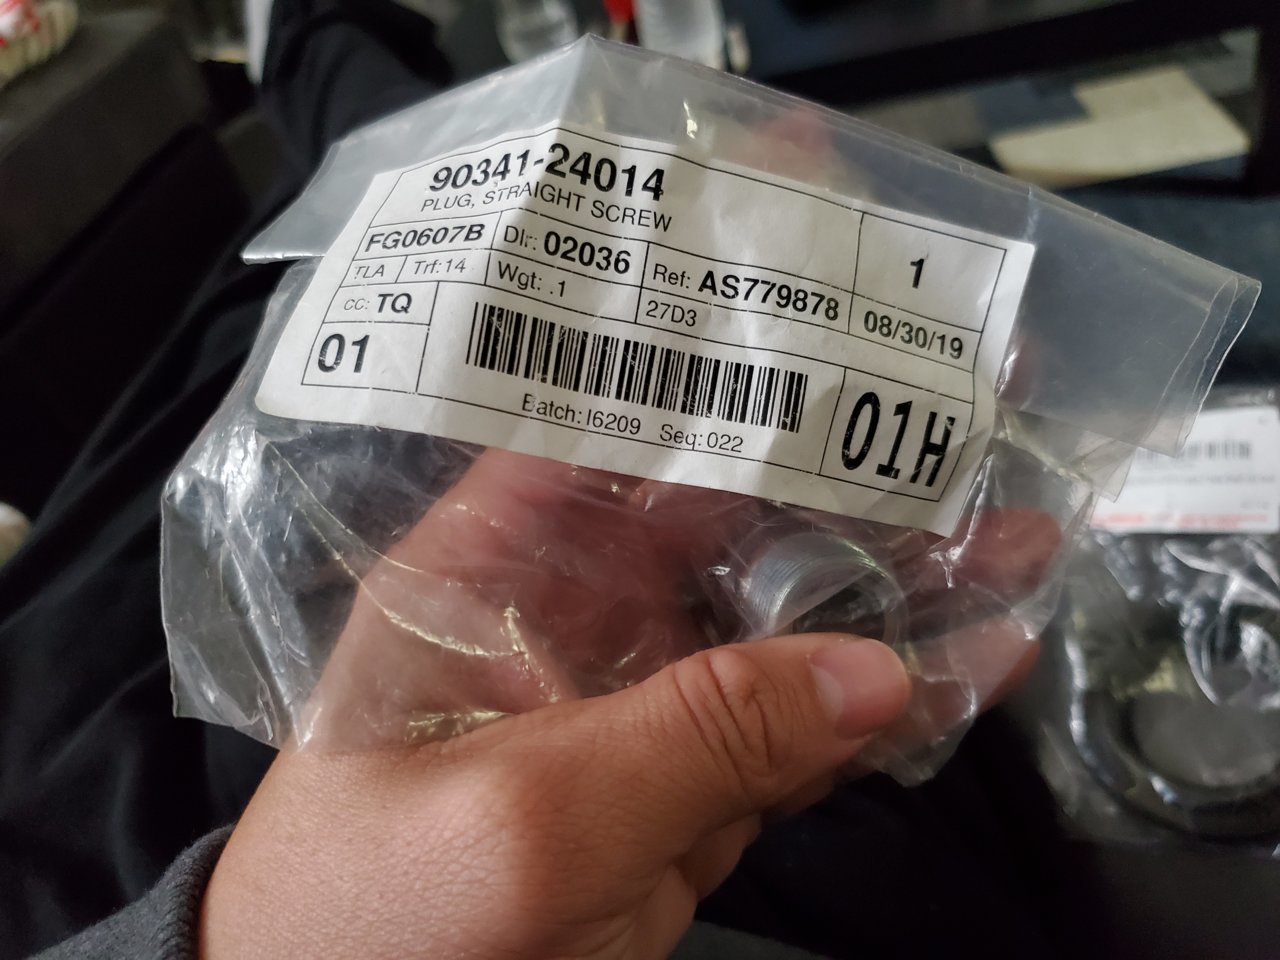 90341-24014
PLUG, STRAIGHT SCREW
1
FG0607B
Dlr: 02036
Ref: AS779878
08/30/19
TLA
Trf: 14
Wgt: .1
27D3
CC: TQ
01
Batch: I6209 Seq: 022
01H